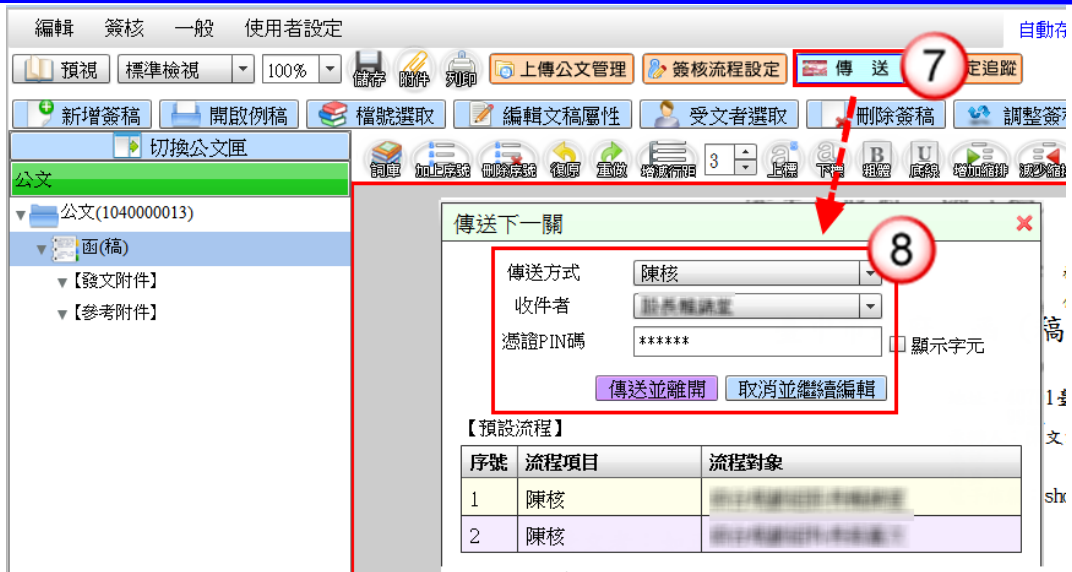 編輯 簽核 一般 使用者設定 自動存
預視 標準檢視 100% 儲存 附件 列印 上傳公文管理 簽核流程設定 傳 送 7 定追蹤
新增簽稿 開啟例稿 檔號選取 編輯文稿屬性 受文者選取 刪除簽稿 調整簽核
切換公文匣
詞庫 加上序號 刪除序號 復原 重做 增減行距 3 上標 下標 粗體 底線 增加縮排 減少縮排
公文
公文(1040000013)
函(稿)
【發文附件】
【參考附件】
傳送下一關
8
傳送方式 陳核
收件者
憑證PIN碼 ****** 顯示字元
傳送並離開 取消並繼續編輯
【預設流程】
序號 流程項目 流程對象
1 陳核
2 陳核
稿
文
sho